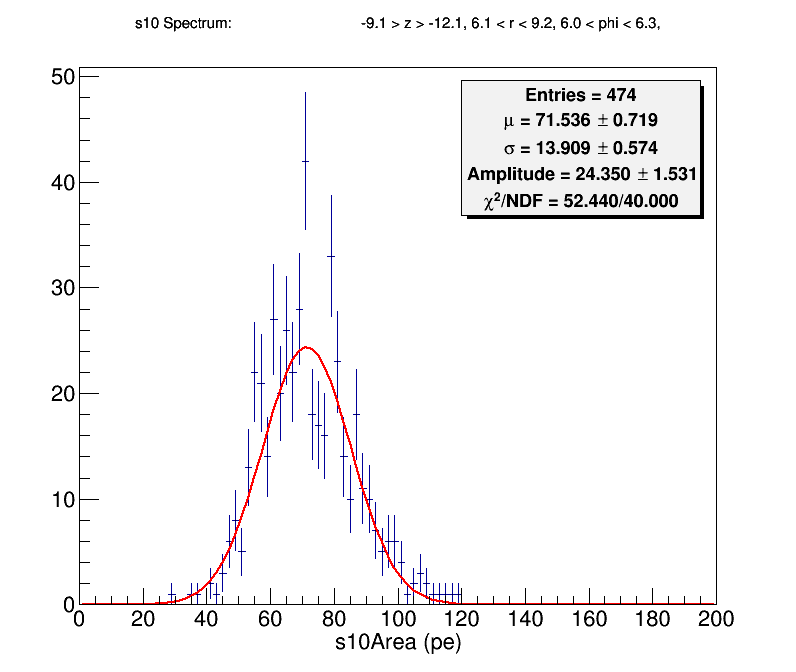 s10 Spectrum: -9.1 > z > -12.1, 6.1 < r < 9.2, 6.0 < phi < 6.3,
Entries = 474
μ = 71.536 ± 0.719
σ = 13.909 ± 0.574
Amplitude = 24.350 ± 1.531
χ²/NDF = 52.440/40.000
50
40
30
20
10
0
0 20 40 60 80 100 120 140 160 180 200
s10Area (pe)